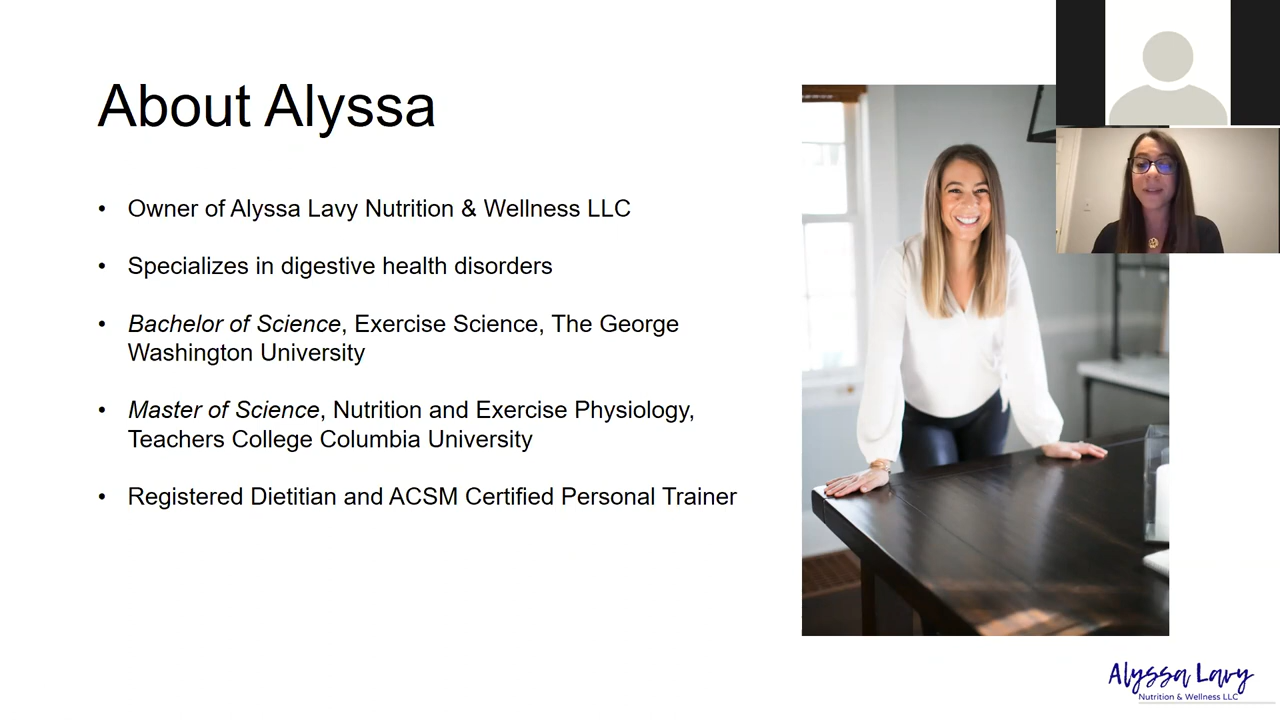 About Alyssa
• Owner of Alyssa Lavy Nutrition & Wellness LLC
• Specializes in digestive health disorders
• Bachelor of Science, Exercise Science, The George
Washington University
• Master of Science, Nutrition and Exercise Physiology,
Teachers College Columbia University
• Registered Dietitian and ACSM Certified Personal Trainer
Alyssa Lavy
Nutrition & Wellness LLC